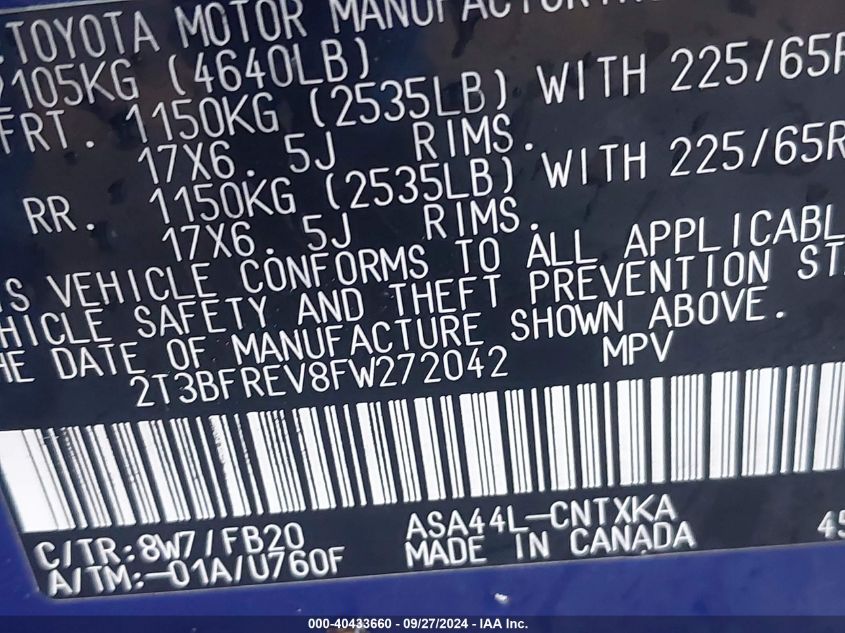 TOYOTA MOTOR
2105KG (4640LB)
FRT. 1150KG (2535LB) WITH 225/65R
17X6. 5J RIMS.
RR. 1150KG (2535LB) WITH 225/65R
17X6. 5J RIMS.
S VEHICLE CONFORMS TO ALL APPLICABL
HICLE SAFETY AND THEFT PREVENTION ST
HE DATE OF MANUFACTURE SHOWN ABOVE.
2T3BFREV8FW272042 MPV
C/TR:8W7/FB20 ASA44L-CNTXKA
A/TM:-01A/U760F MADE IN CANADA 45
000-40433660 - 09/27/2024 - © IAA Inc.